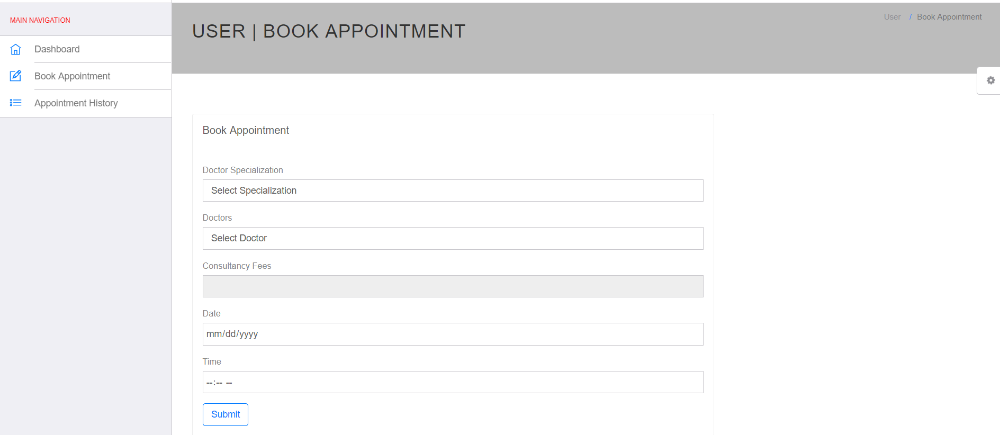 MAIN NAVIGATION
Dashboard
Book Appointment
Appointment History
USER | BOOK APPOINTMENT
User / Book Appointment
Book Appointment
Doctor Specialization
Select Specialization
Doctors
Select Doctor
Consultancy Fees
Date
mm/dd/yyyy
Time
--:-- --
Submit